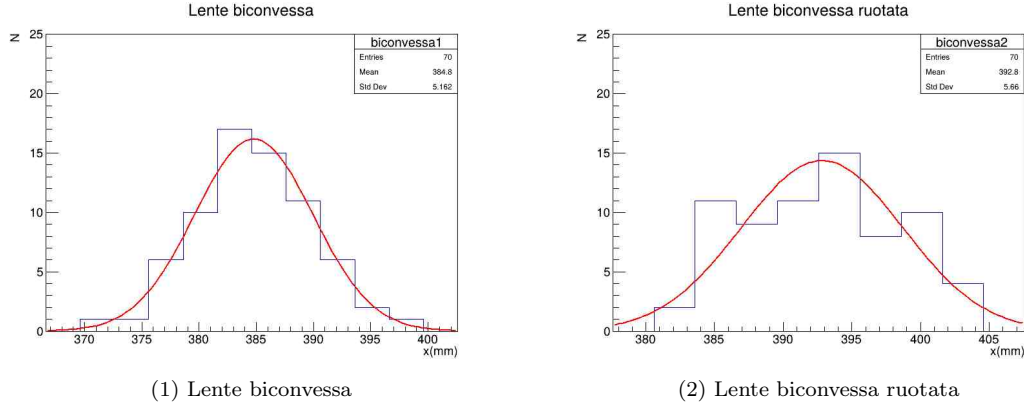 Lente biconvessa
N
25
20
15
10
5
0
biconvessa1
Entries 70
Mean 384.8
Std Dev 5.162
370 375 380 385 390 395 400
x(mm)
(1) Lente biconvessa
Lente biconvessa ruotata
N
25
20
15
10
5
0
biconvessa2
Entries 70
Mean 392.8
Std Dev 5.66
380 385 390 395 400 405
x(mm)
(2) Lente biconvessa ruotata